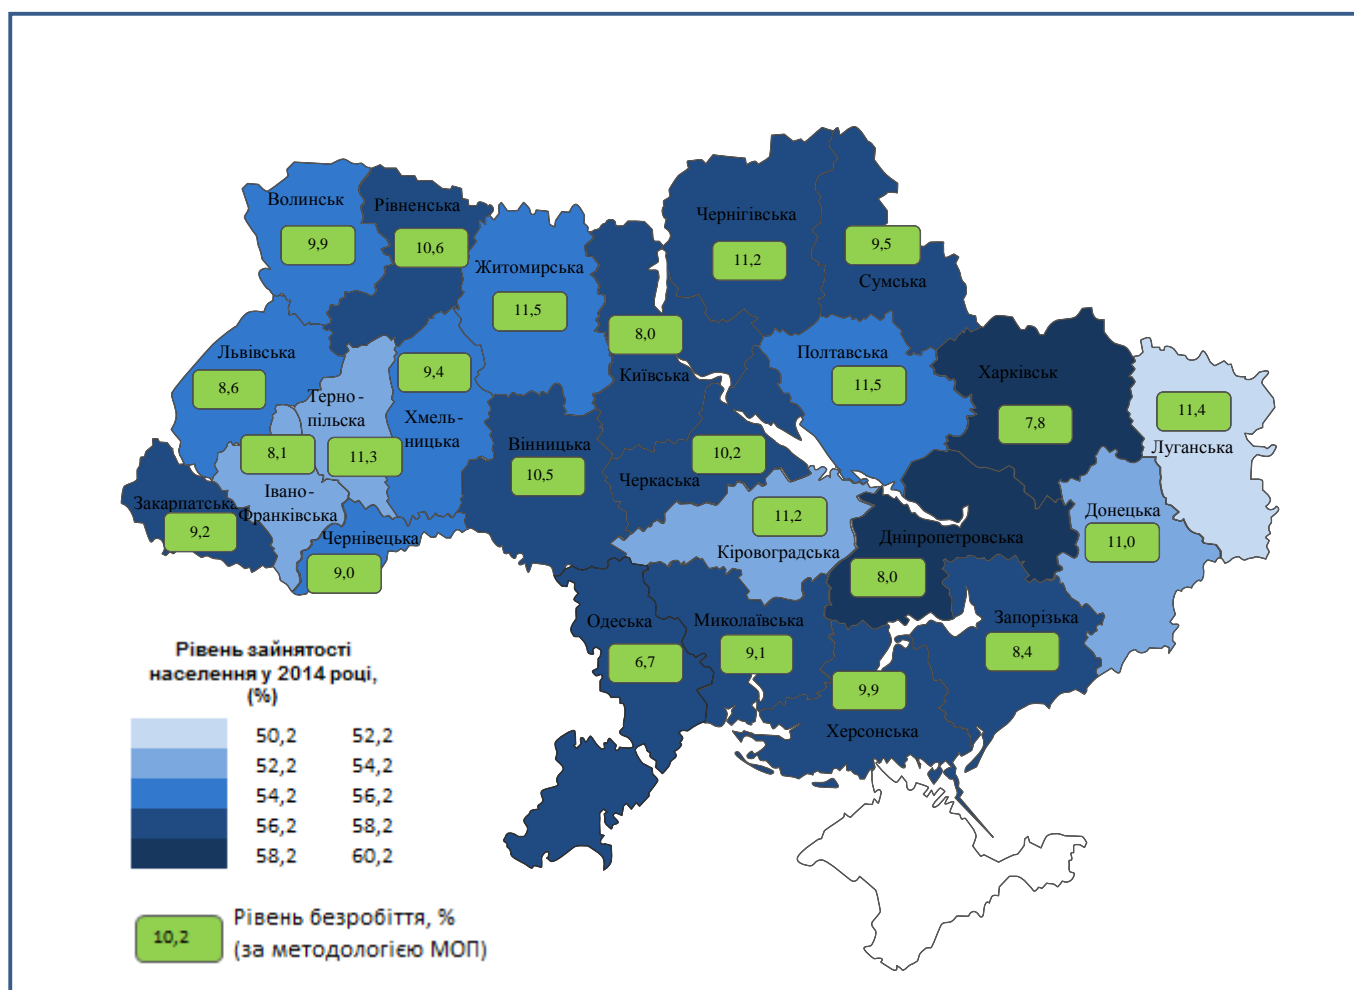 Волинськ
9,9
Рівненська
10,6
Житомирська
11,5
Чернігівська
11,2
9,5
Сумська
8,0
Київська
Львівська
8,6
Терно-
пільска
11,3
9,4
Хмель-
ницька
Полтавська
11,5
Харківськ
7,8
11,4
Луганська
8,1
Івано-
Франківська
Вінницька
10,5
10,2
Черкаська
Закарпатська
9,2
Чернівецька
9,0
11,2
Кіровоградська
Дніпропетровська
8,0
Донецька
11,0
Одеська
6,7
Миколаївська
9,1
Запорізька
8,4
9,9
Херсонська
Рівень зайнятості
населення у 2014 році,
(%)
50,2 52,2
52,2 54,2
54,2 56,2
56,2 58,2
58,2 60,2
10,2
Рівень безробіття, %
(за методологією МОП)